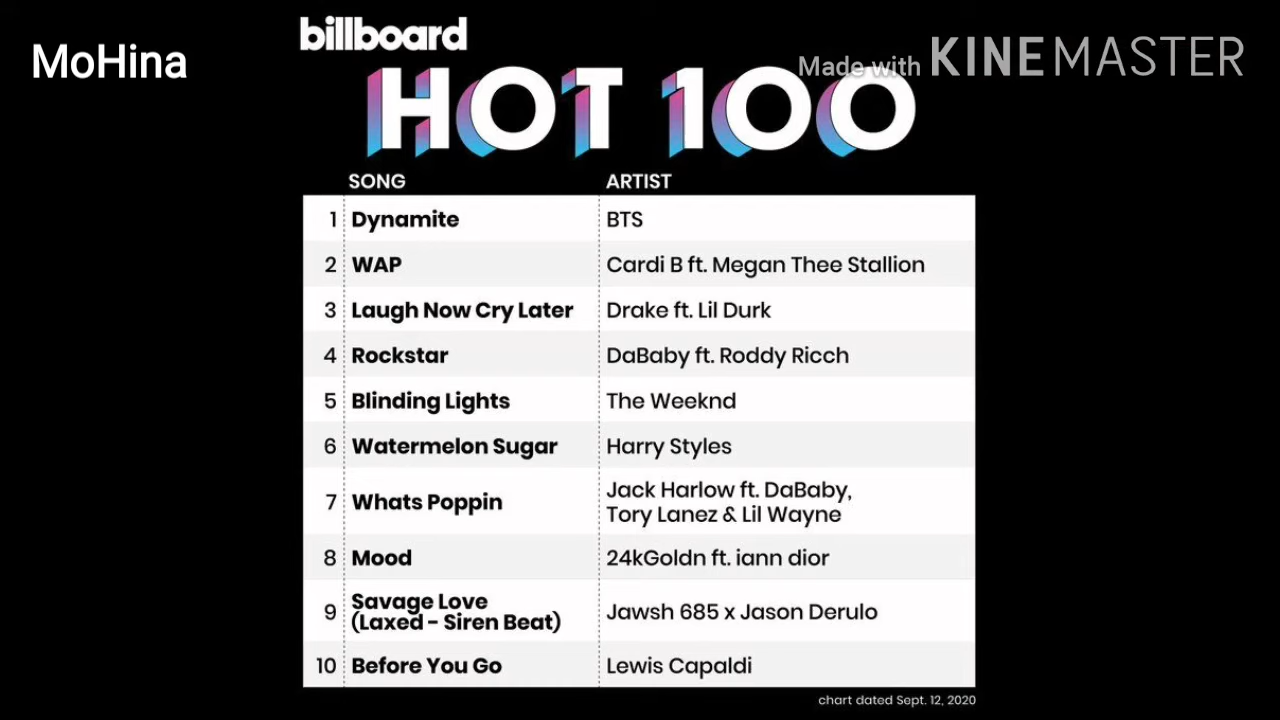 MoHina
billboard
Made with KINEMASTER
HOT 100
SONG ARTIST
1 Dynamite BTS
2 WAP Cardi B ft. Megan Thee Stallion
3 Laugh Now Cry Later Drake ft. Lil Durk
4 Rockstar DaBaby ft. Roddy Ricch
5 Blinding Lights The Weeknd
6 Watermelon Sugar Harry Styles
7 Whats Poppin Jack Harlow ft. DaBaby,
Tory Lanez & Lil Wayne
8 Mood 24kGoldn ft. iann dior
9 Savage Love
(Laxed - Siren Beat) Jawsh 685 x Jason Derulo
10 Before You Go Lewis Capaldi
chart dated Sept. 12, 2020